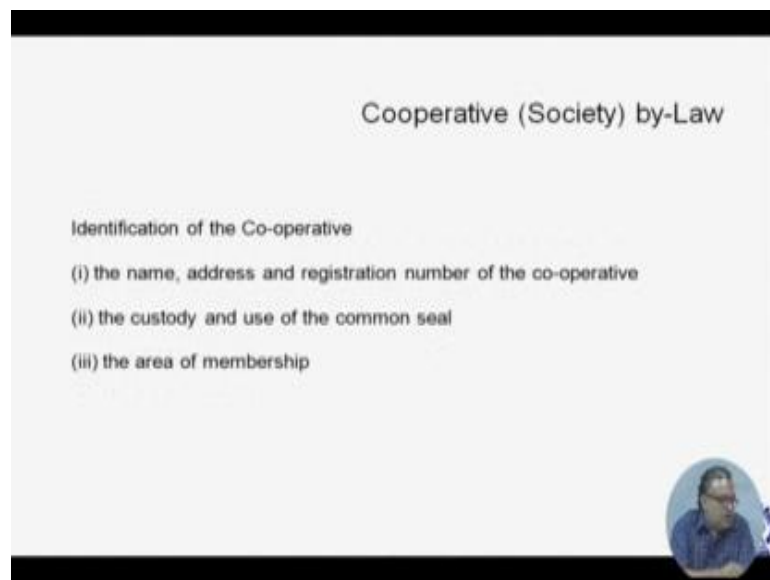 Cooperative (Society) by-Law
Identification of the Co-operative
(i) the name, address and registration number of the co-operative
(ii) the custody and use of the common seal
(iii) the area of membership